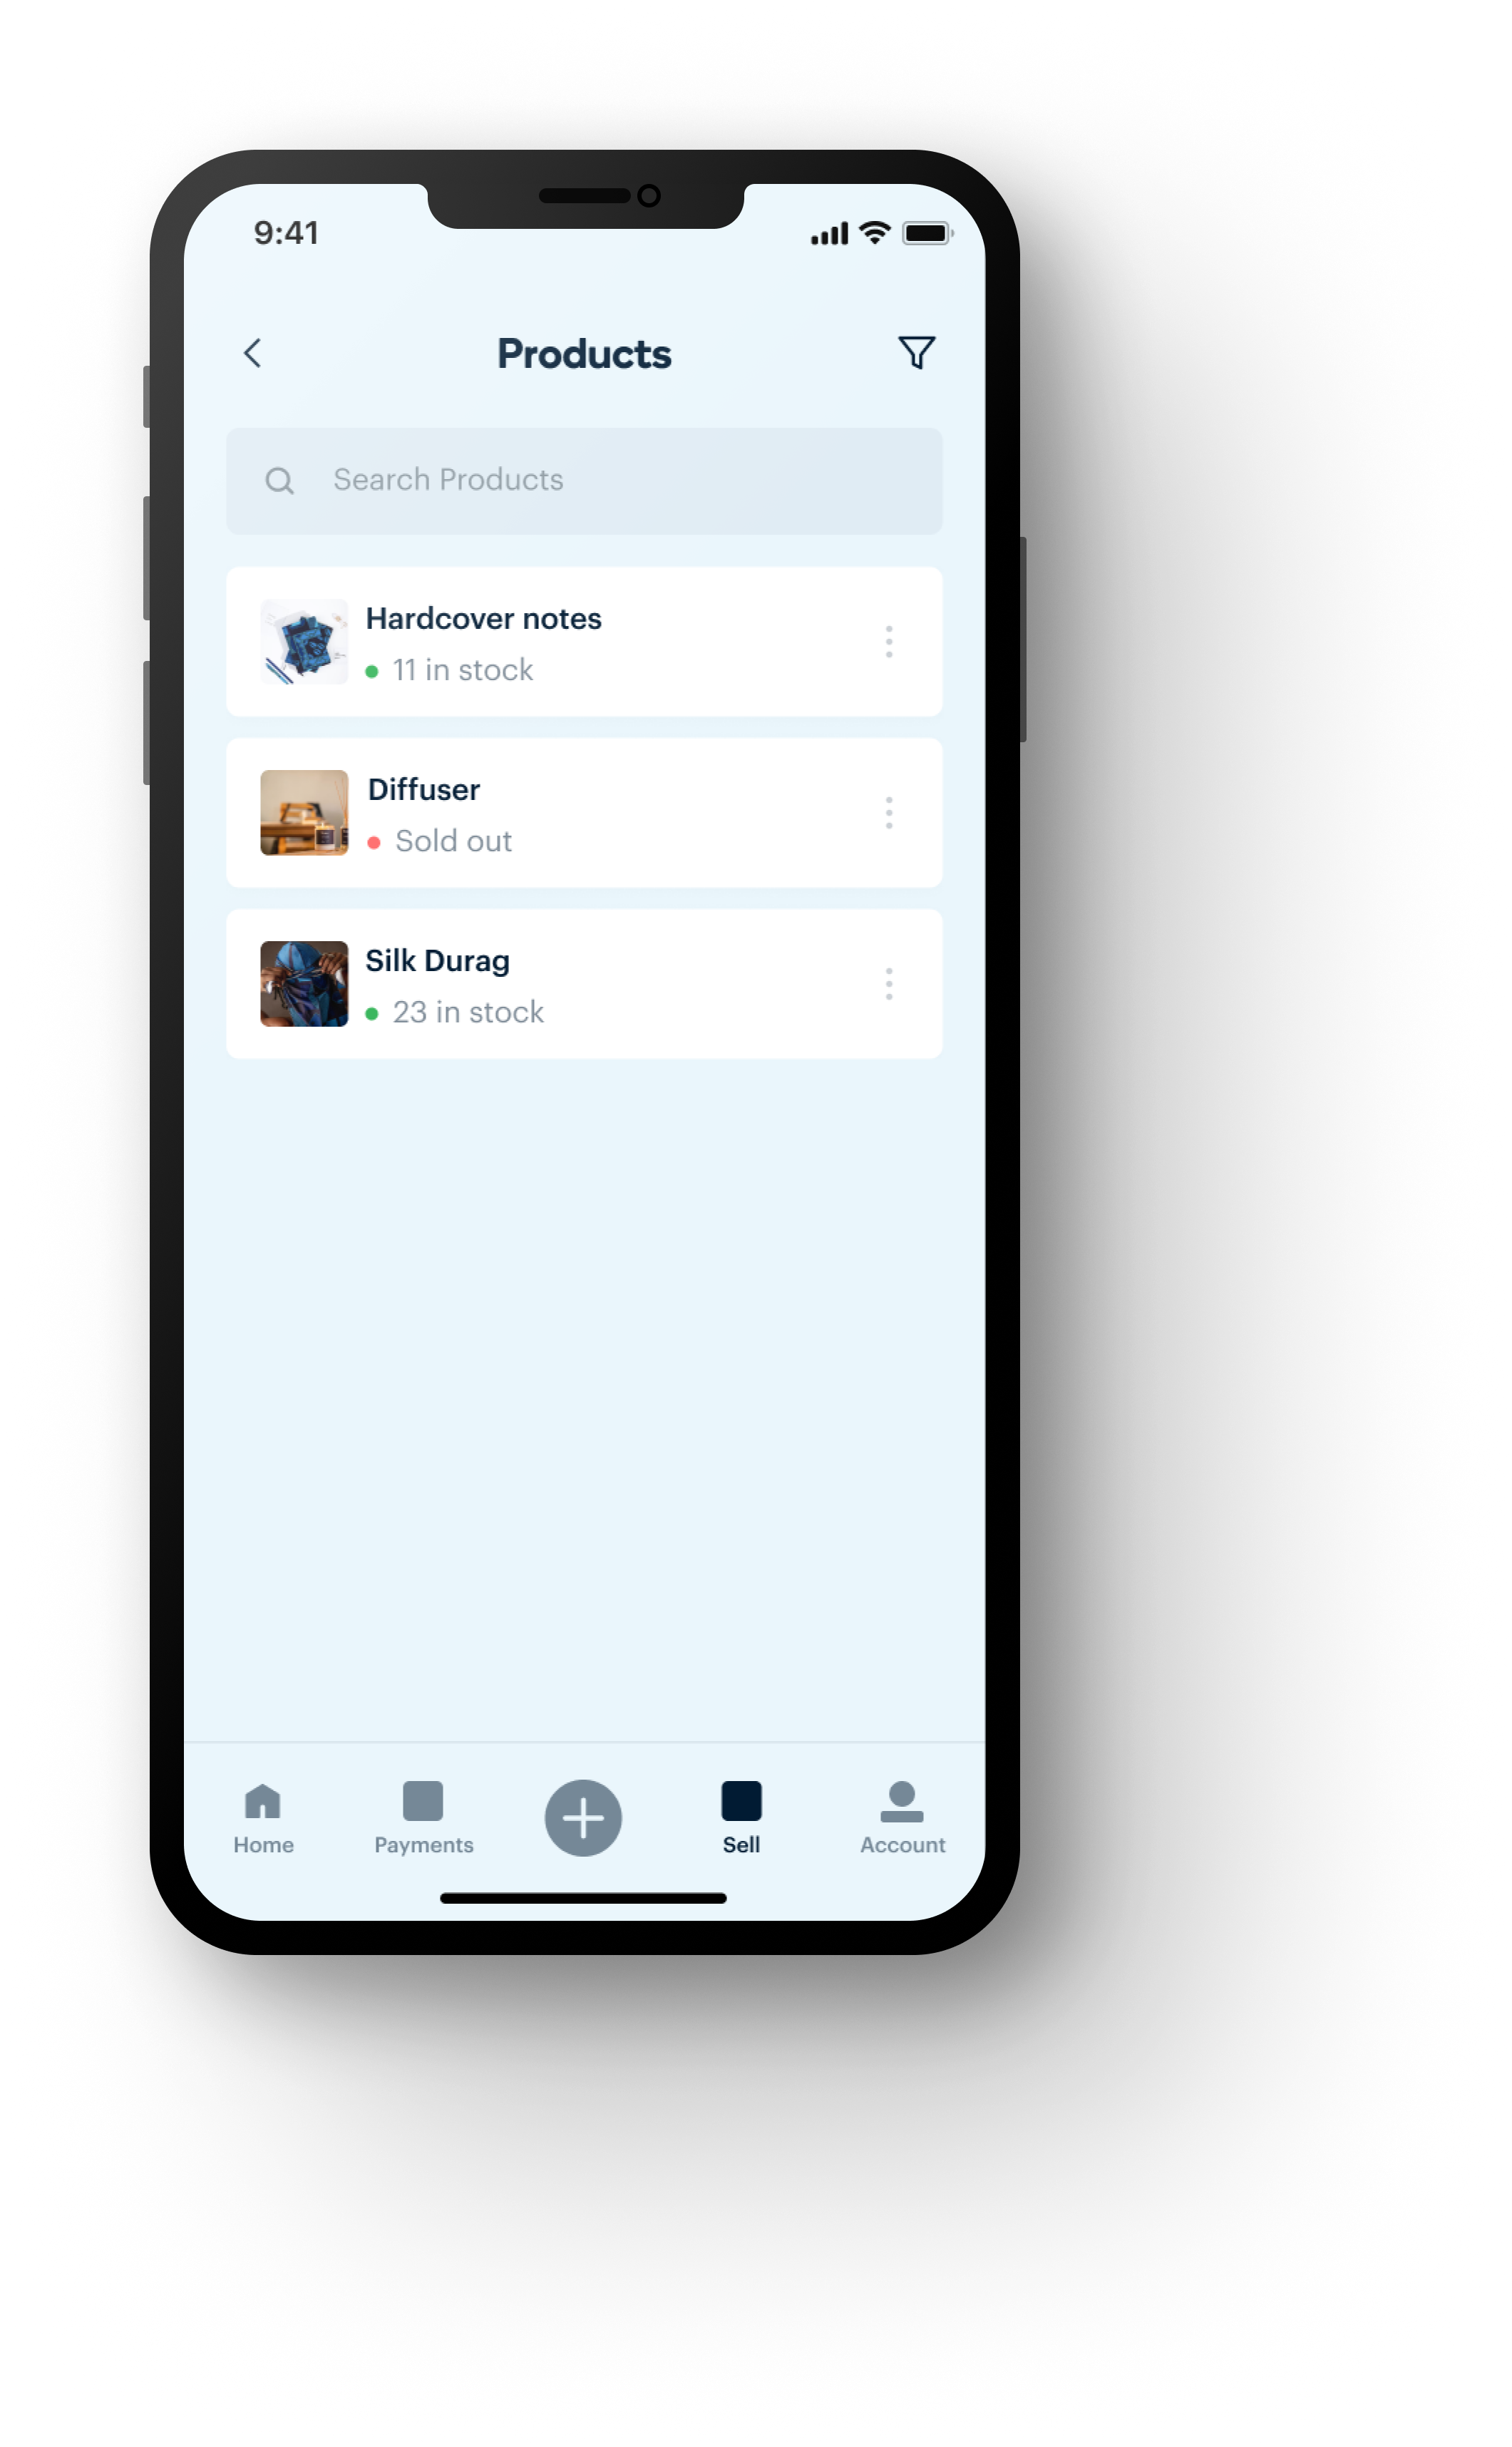 9:41
Products
Search Products
Hardcover notes
11 in stock
Diffuser
Sold out
Silk Durag
23 in stock
Home
Payments
Sell
Account